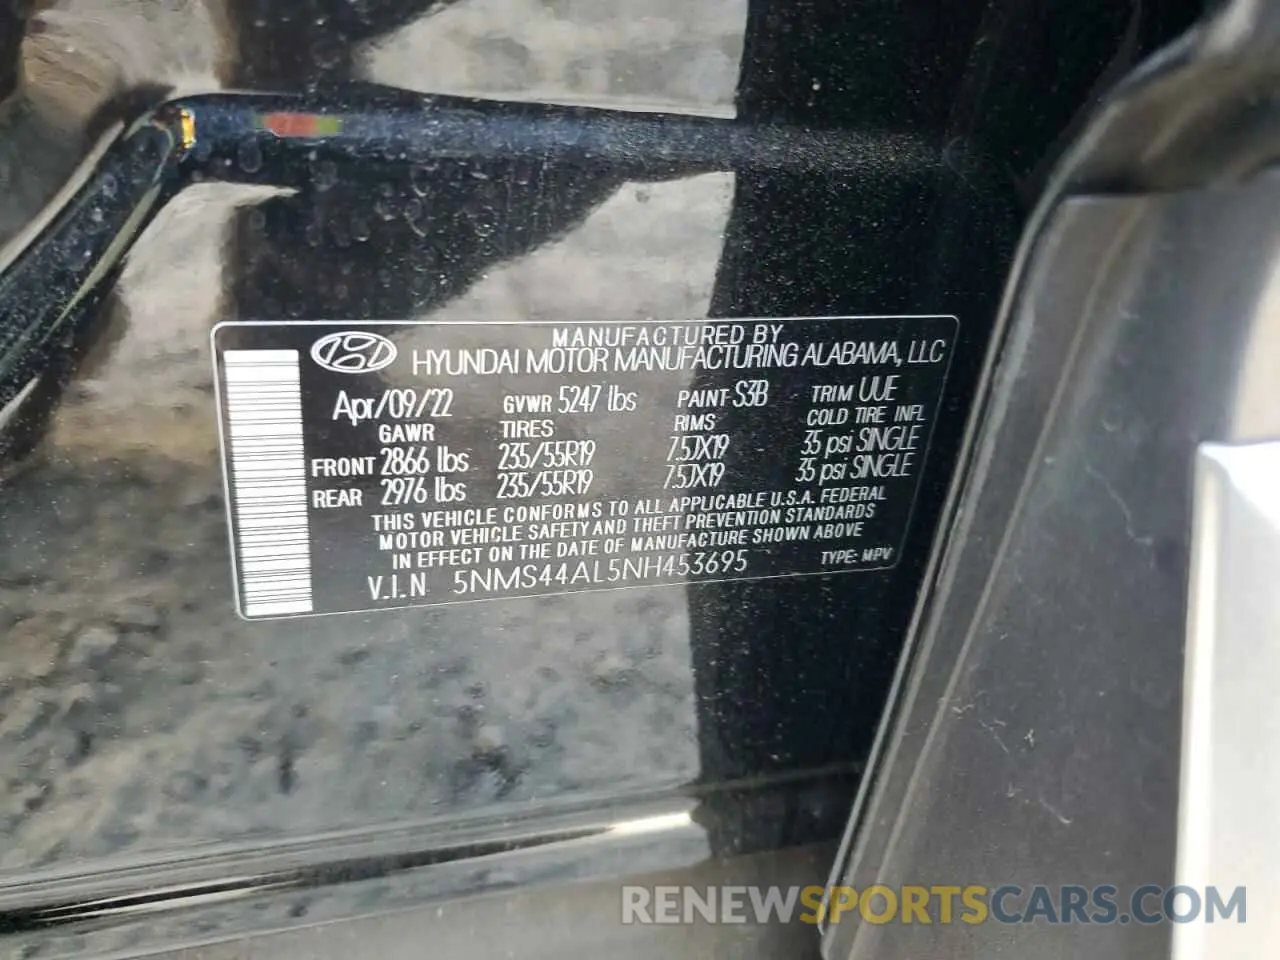 MANUFACTURED BY
HYUNDAI MOTOR MANUFACTURING ALABAMA, LLC
Apr/09/22 GVWR 5247 lbs PAINT S3B TRIM UUE
GAWR TIRES RIMS COLD TIRE INFL
FRONT 2866 lbs 235/55R19 7.5JX19 35 psi SINGLE
REAR 2976 lbs 235/55R19 7.5JX19 35 psi SINGLE
THIS VEHICLE CONFORMS TO ALL APPLICABLE U.S.A. FEDERAL
MOTOR VEHICLE SAFETY AND THEFT PREVENTION STANDARDS
IN EFFECT ON THE DATE OF MANUFACTURE SHOWN ABOVE
V.I.N 5NMS44AL5NH453695 TYPE: MPV
RENEWSPORTSCARS.COM